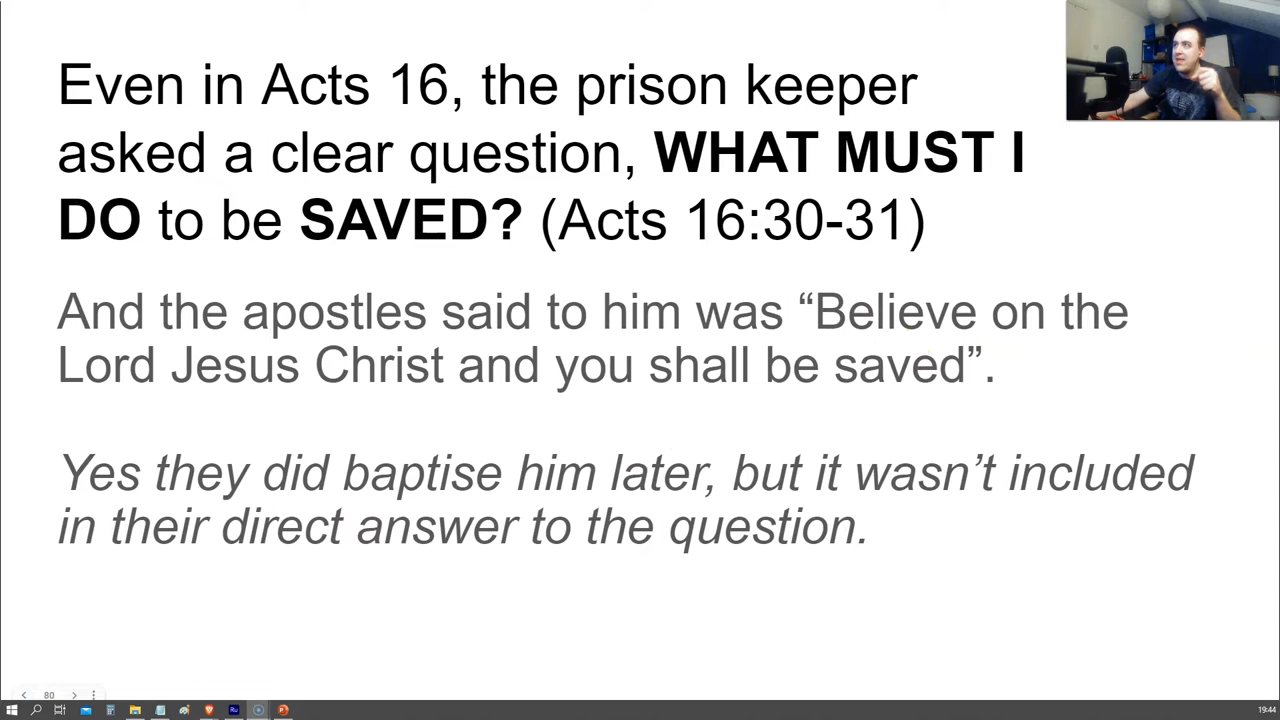 Even in Acts 16, the prison keeper
asked a clear question, WHAT MUST I
DO to be SAVED? (Acts 16:30-31)
And the apostles said to him was “Believe on the
Lord Jesus Christ and you shall be saved”.
Yes they did baptise him later, but it wasn’t included
in their direct answer to the question.
80
Ru
P
19:44